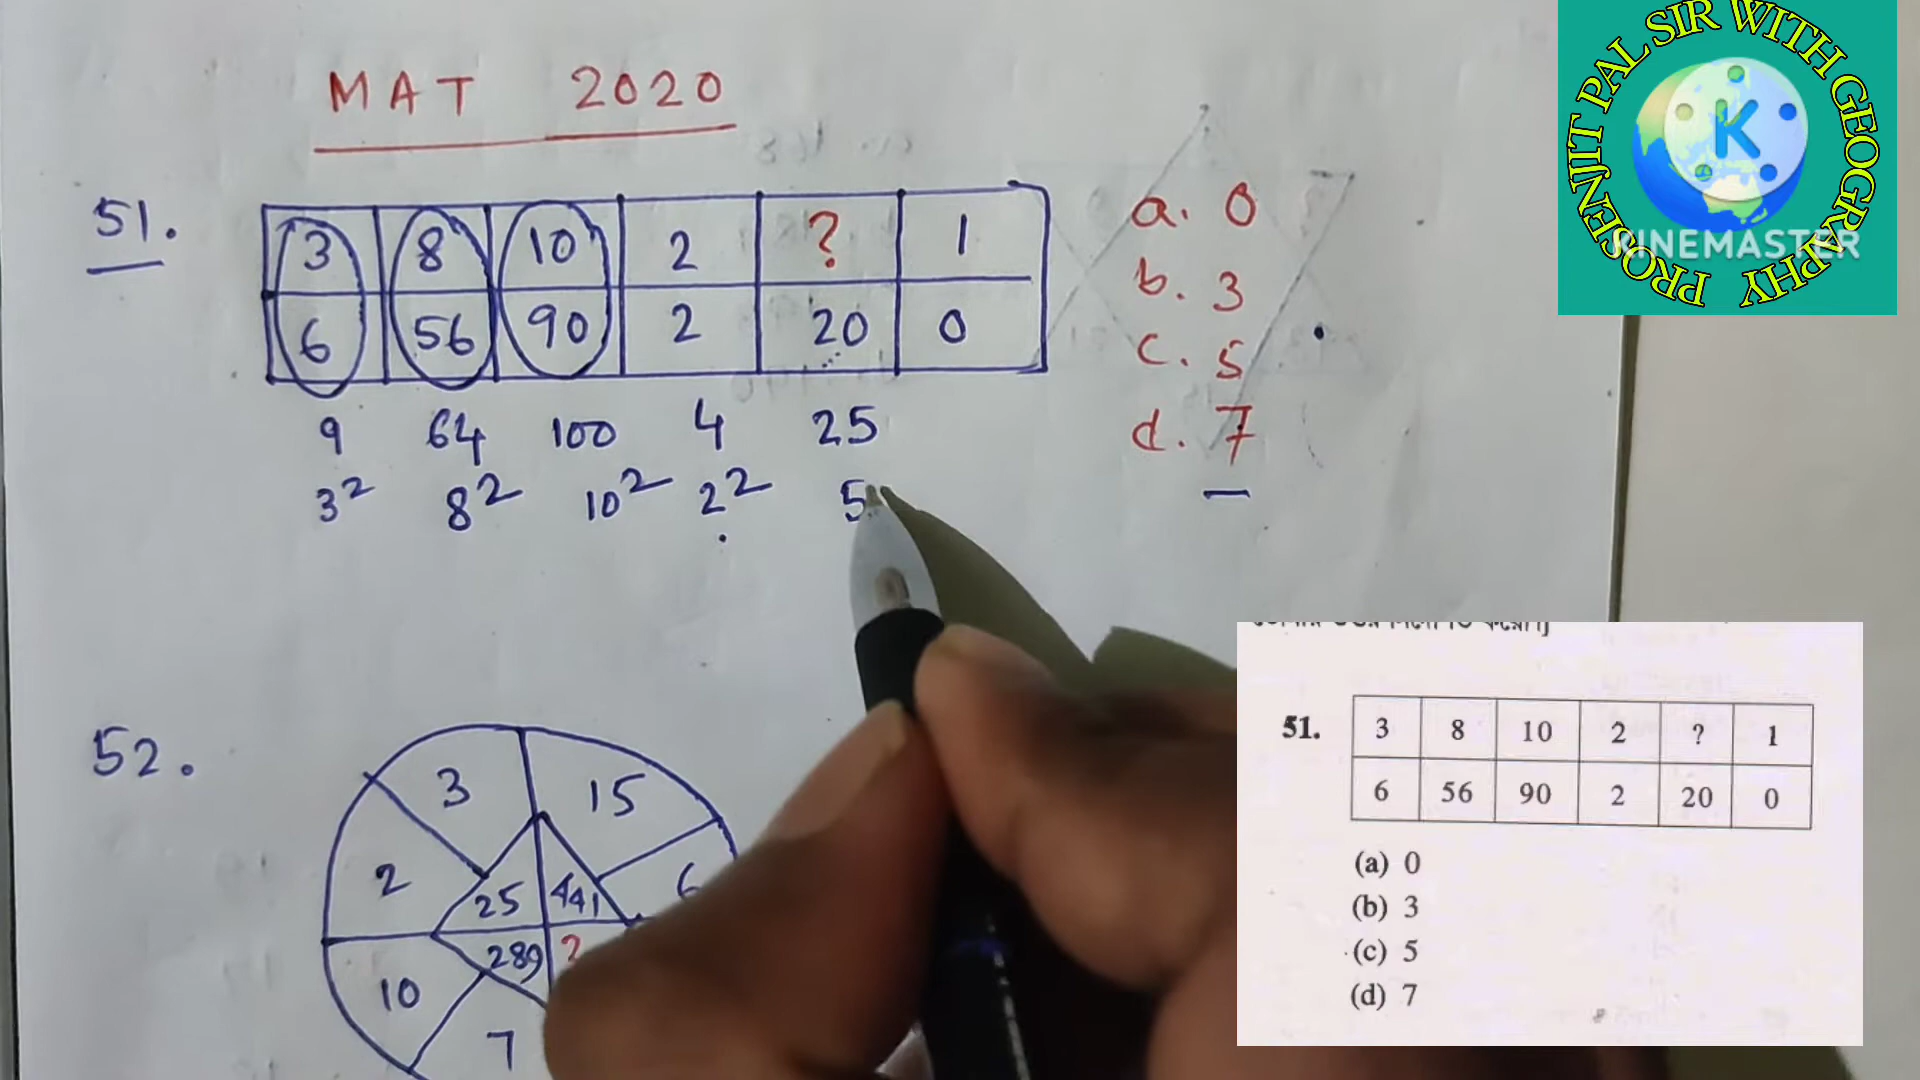 MAT 2020
51.
3 8 10 2 ? 1
6 56 90 2 20 0
9 64 100 4 25
3² 8² 10² 2² 5
a. 0
b. 3
c. 5
d. 7
52.
3 15
2 25 441 6
10 289 ?
7
PROSENJIT PAL SIR WITH GEOGRAPHY
K
KINEMASTER
51.
3 8 10 2 ? 1
6 56 90 2 20 0
(a) 0
(b) 3
(c) 5
(d) 7